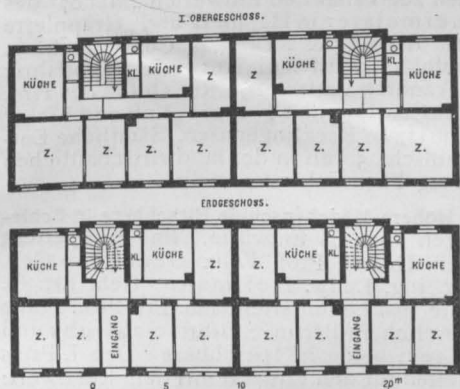 I. OBERGESCHOSS.
KÜCHE KL. KÜCHE Z Z KÜCHE KL. KÜCHE
Z. Z. Z. Z. Z. Z. Z. Z.
ERDGESCHOSS.
KÜCHE KL. KÜCHE Z. Z. KÜCHE KL. KÜCHE
Z. Z. EINGANG Z. Z. Z. Z. EINGANG Z. Z.
0 5 10 20m